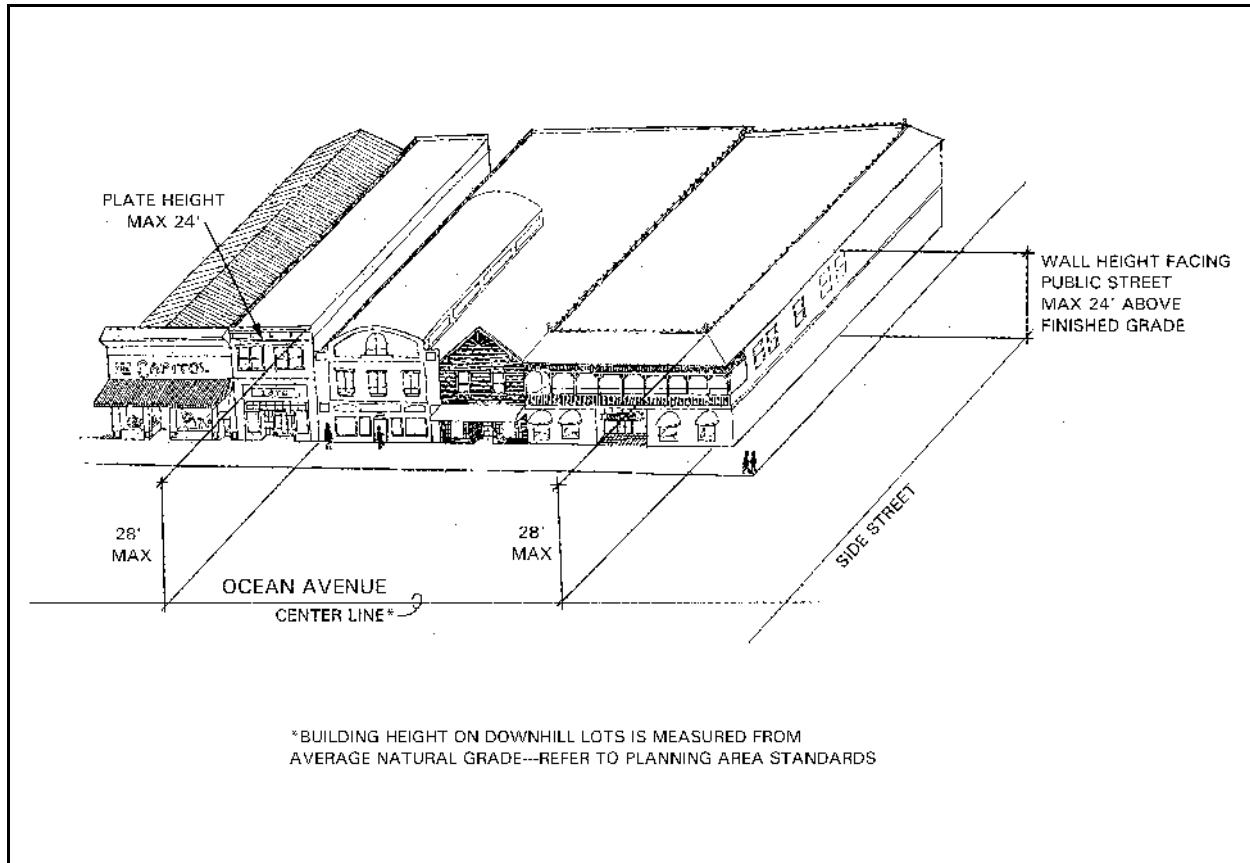 PLATE HEIGHT
MAX 24'
WALL HEIGHT FACING
PUBLIC STREET
MAX 24' ABOVE
FINISHED GRADE
CAPITOL
28'
MAX
28'
MAX
SIDE STREET
OCEAN AVENUE
CENTER LINE*
*BUILDING HEIGHT ON DOWNHILL LOTS IS MEASURED FROM
AVERAGE NATURAL GRADE---REFER TO PLANNING AREA STANDARDS